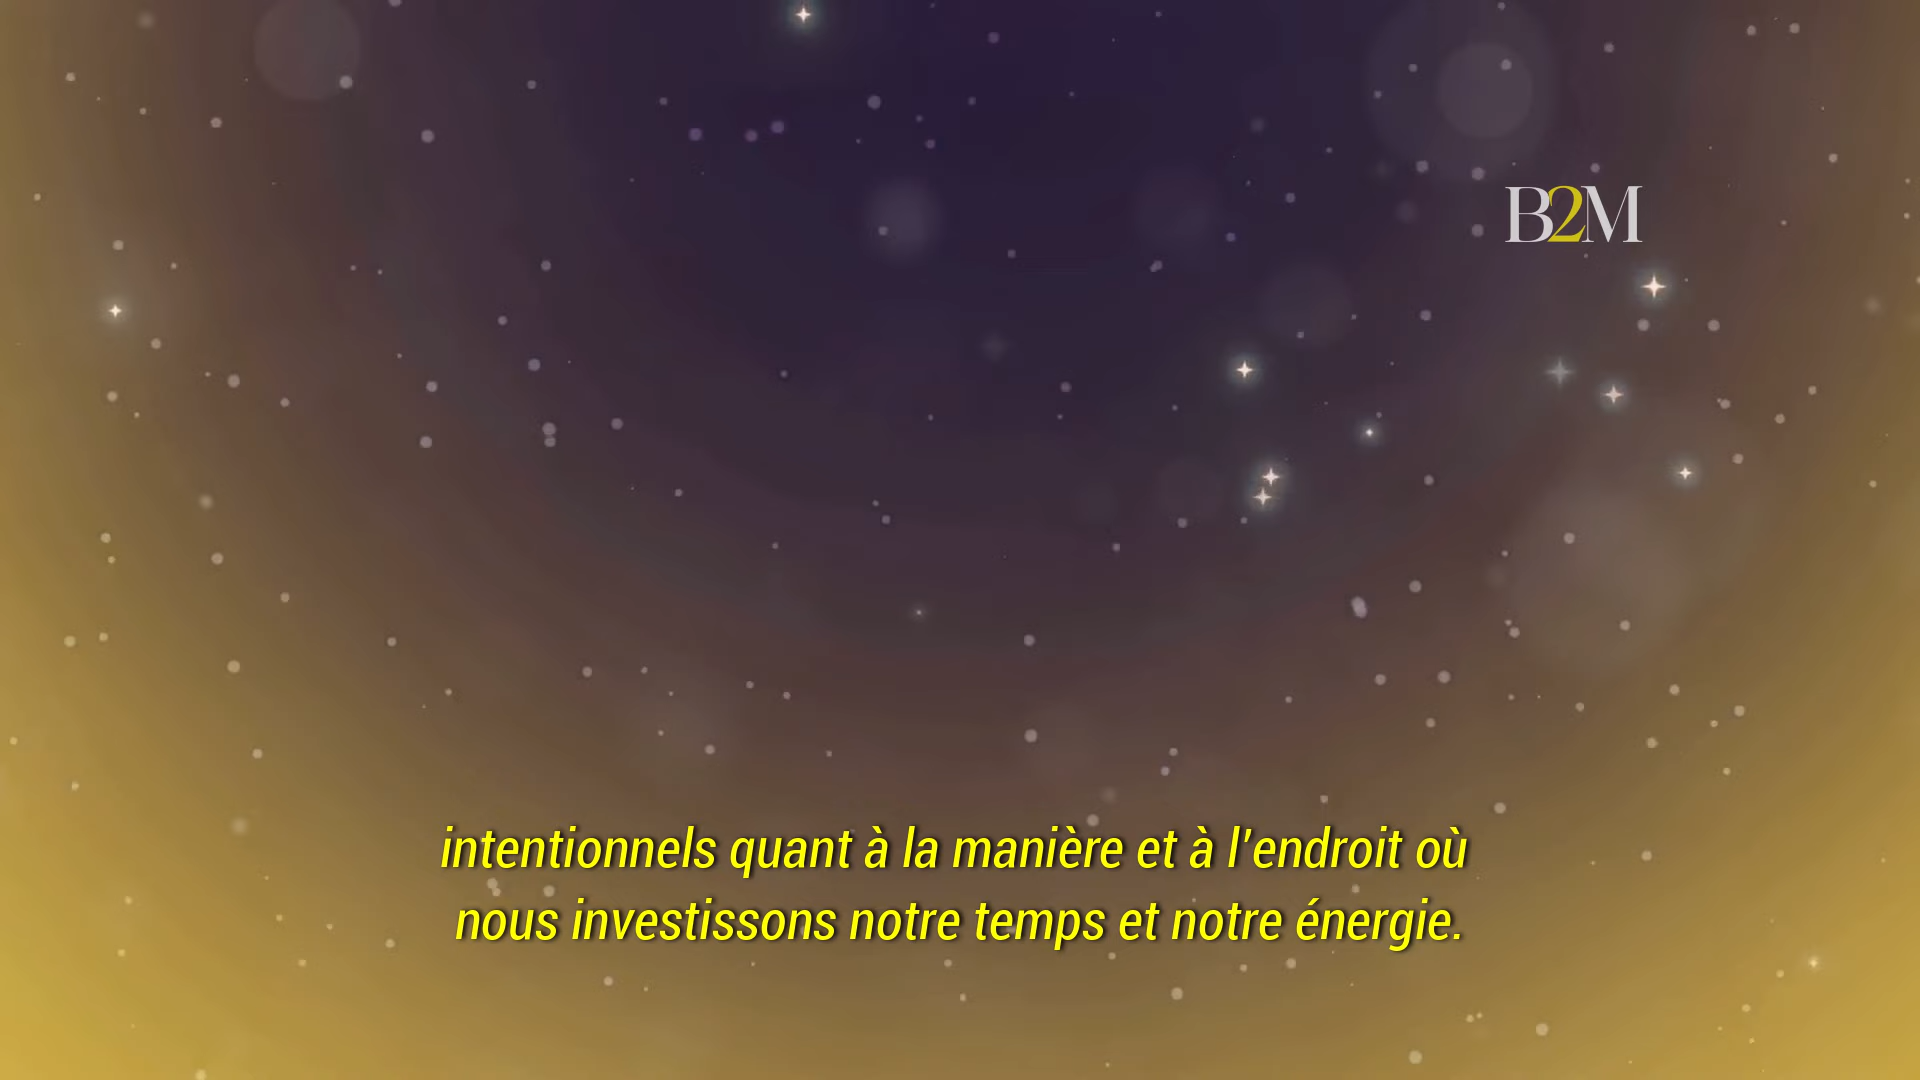 B2M
intentionnels quant à la manière et à l'endroit où
nous investissons notre temps et notre énergie.